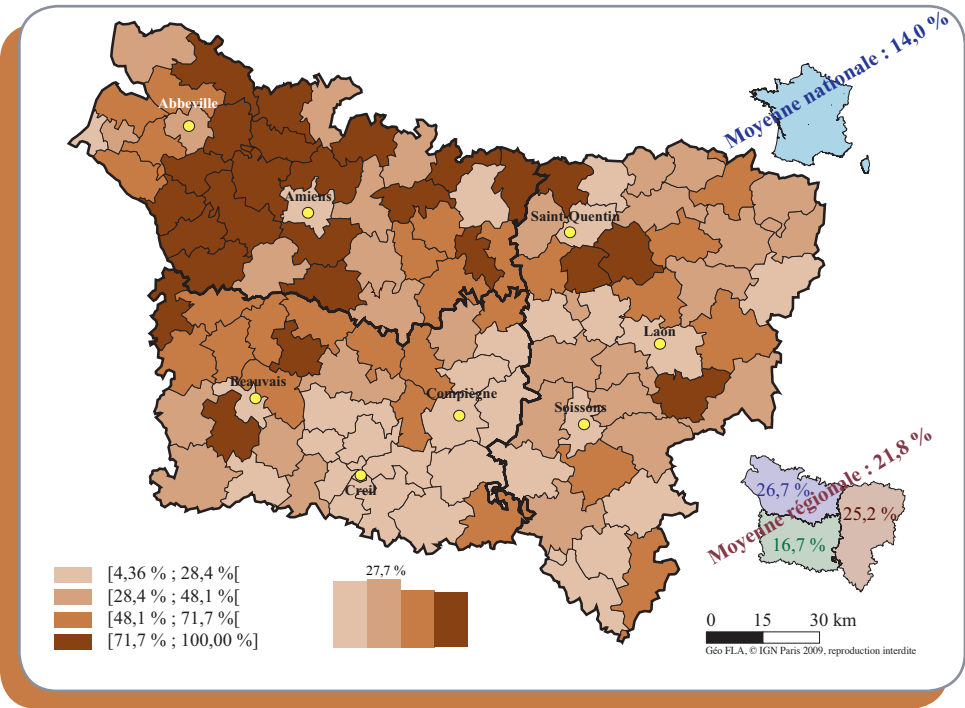 Moyenne nationale : 14,0 %
Abbeville
Amiens
Saint-Quentin
Laon
Beauvais
Compiègne
Soissons
Creil
Moyenne régionale : 21,8 %
26,7 %
25,2 %
16,7 %
[4,36 % ; 28,4 %[
[28,4 % ; 48,1 %[
[48,1 % ; 71,7 %[
[71,7 % ; 100,00 %]
27,7 %
0 15 30 km
Géo FLA, © IGN Paris 2009, reproduction interdite